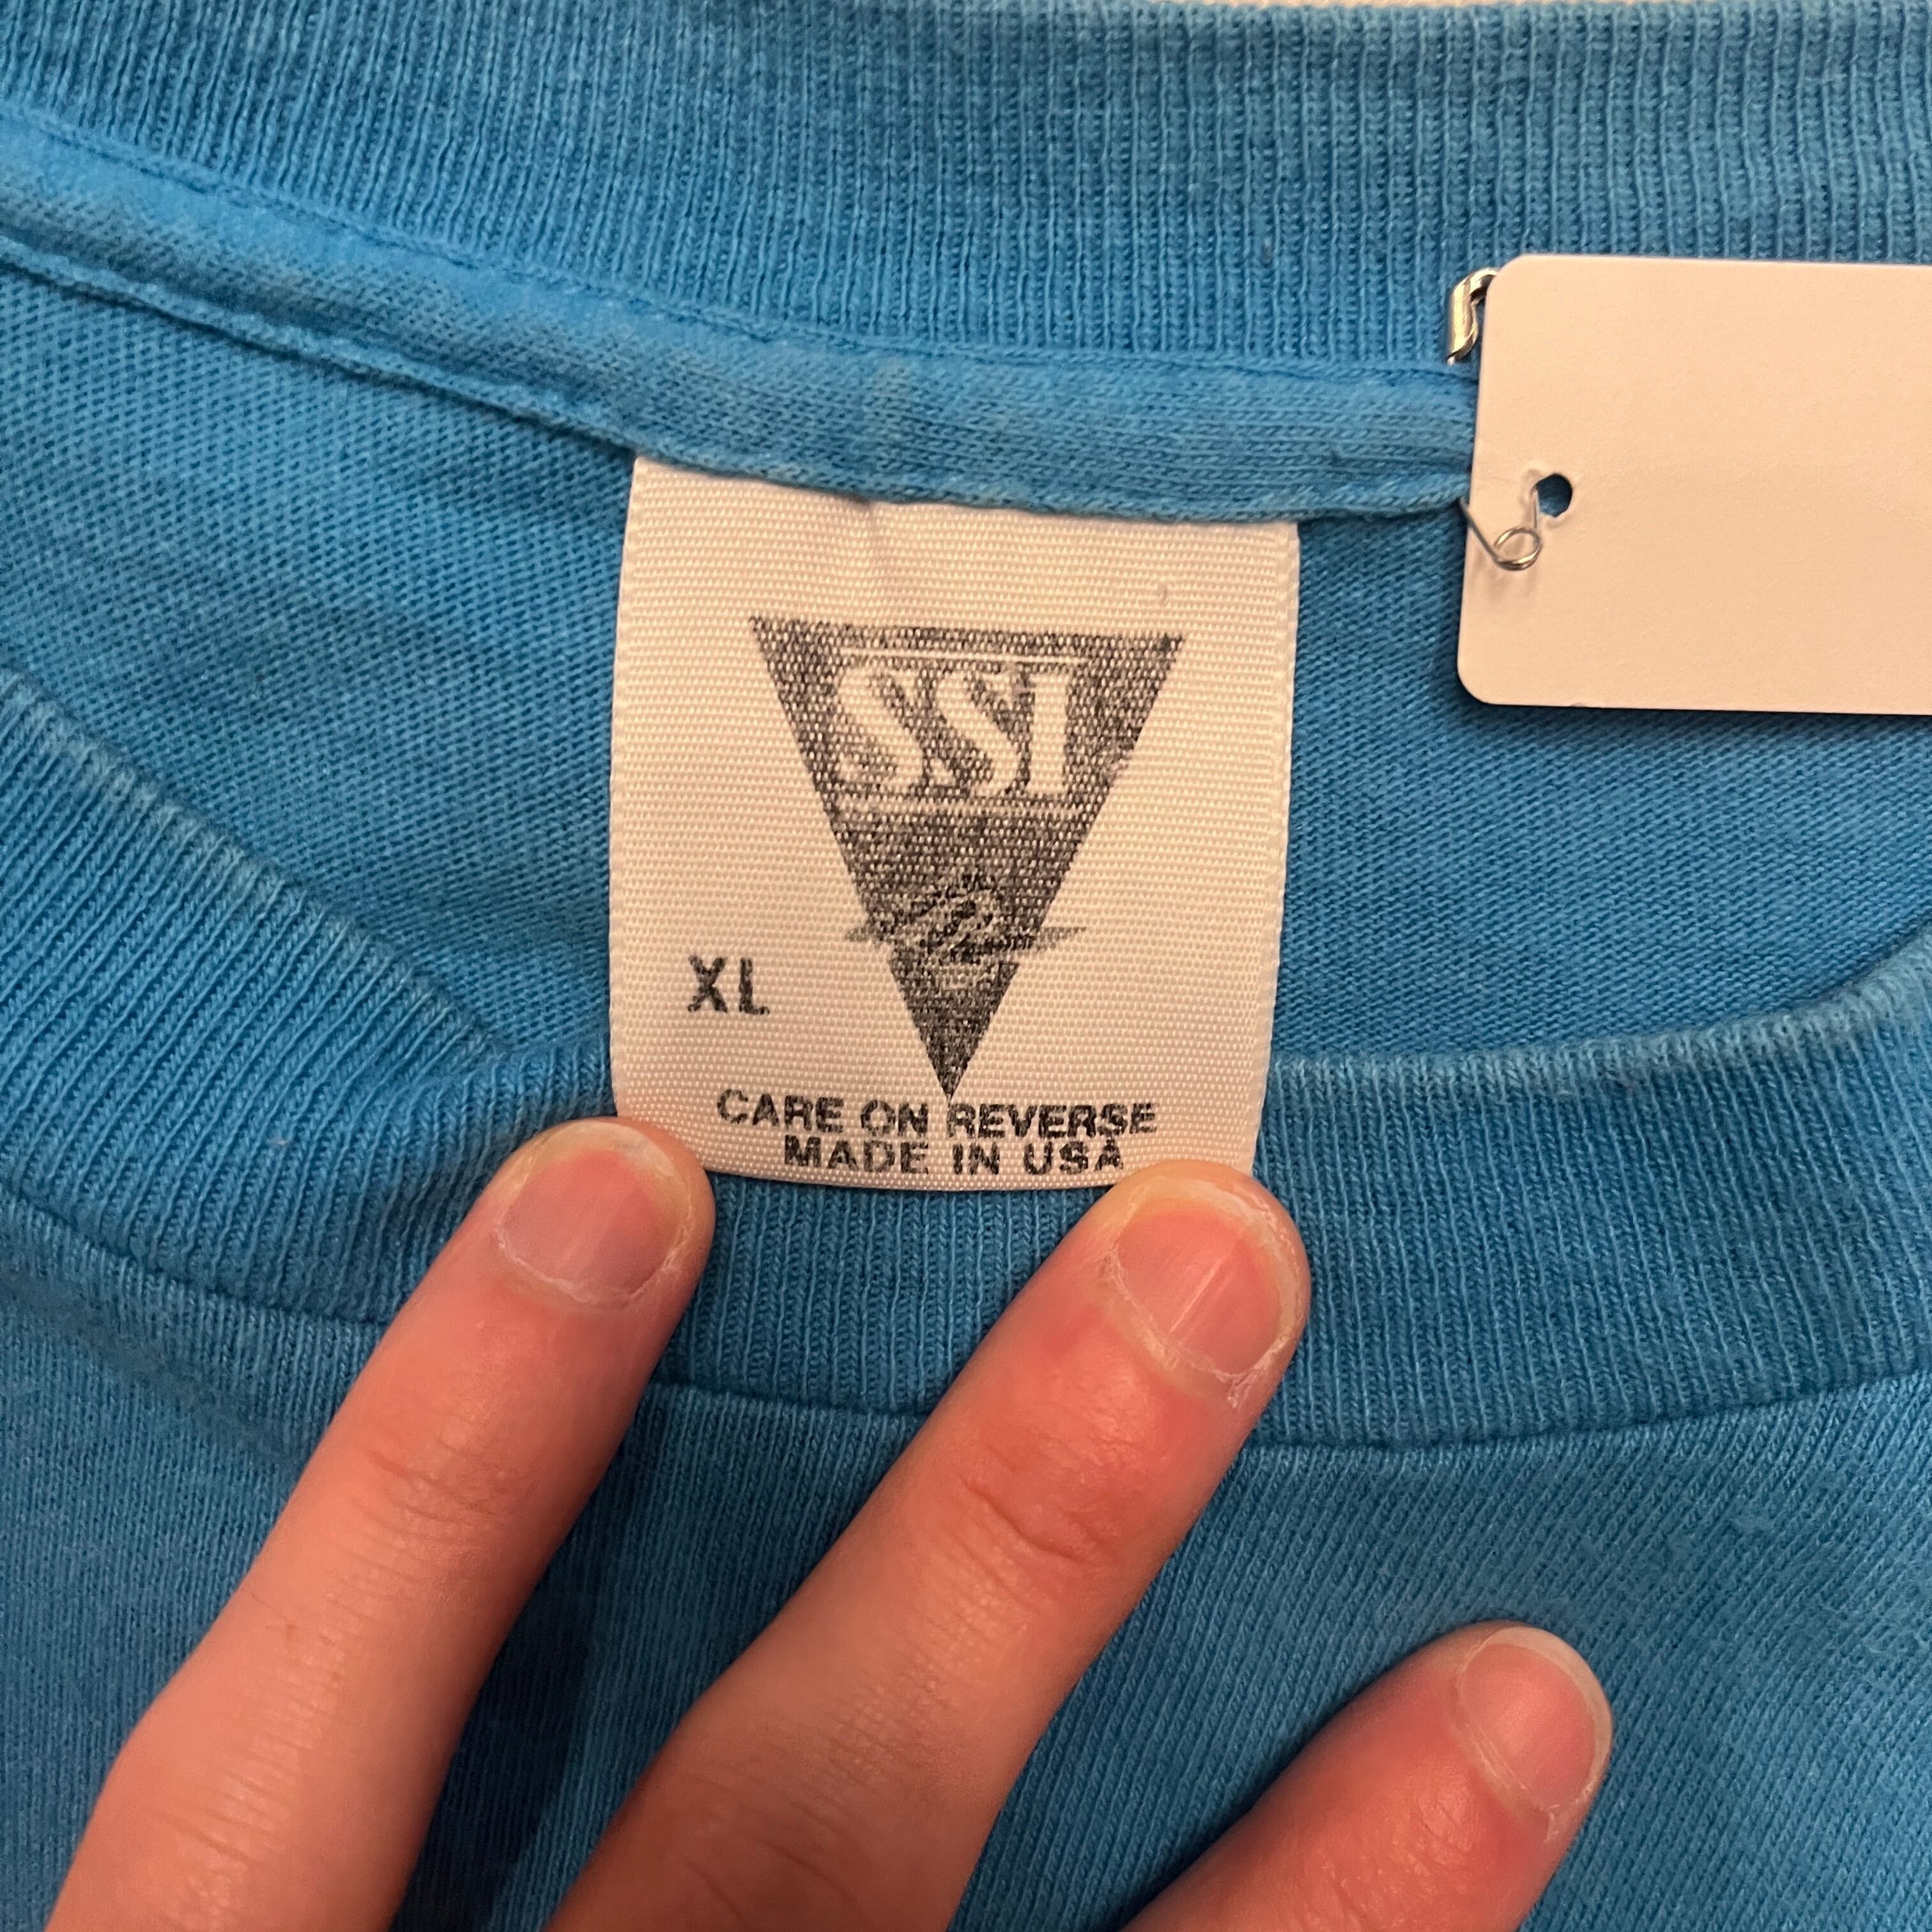 SSI
XL
CARE ON REVERSE
MADE IN USA